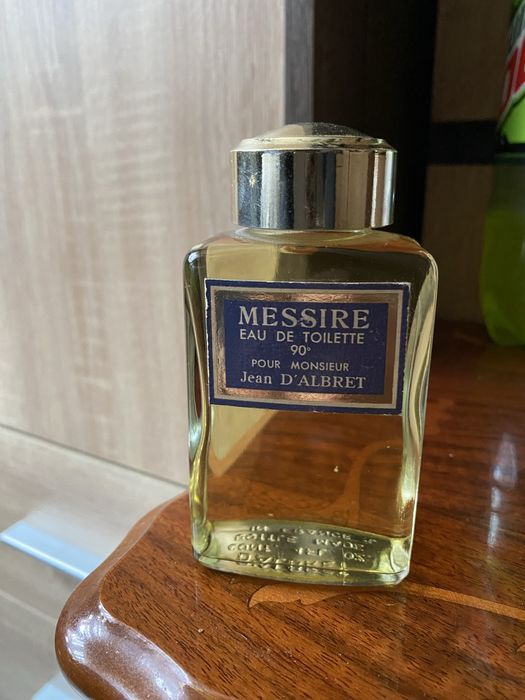 MESSIRE
EAU DE TOILETTE
90°
POUR MONSIEUR
Jean D'ALBRET